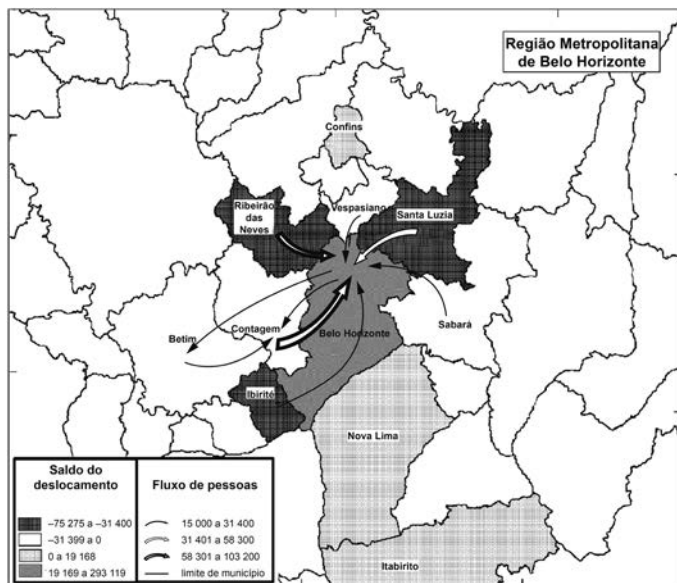 Região Metropolitana
de Belo Horizonte
Confins
Ribeirão
das
Neves
Vespasiano
Santa Luzia
Contagem
Betim
Belo Horizonte
Sabará
Ibirité
Nova Lima
Itabirito
Saldo do
deslocamento
–75 275 a –31 400
–31 399 a 0
0 a 19 168
19 169 a 293 119
Fluxo de pessoas
15 000 a 31 400
31 401 a 58 300
58 301 a 103 200
limite de município